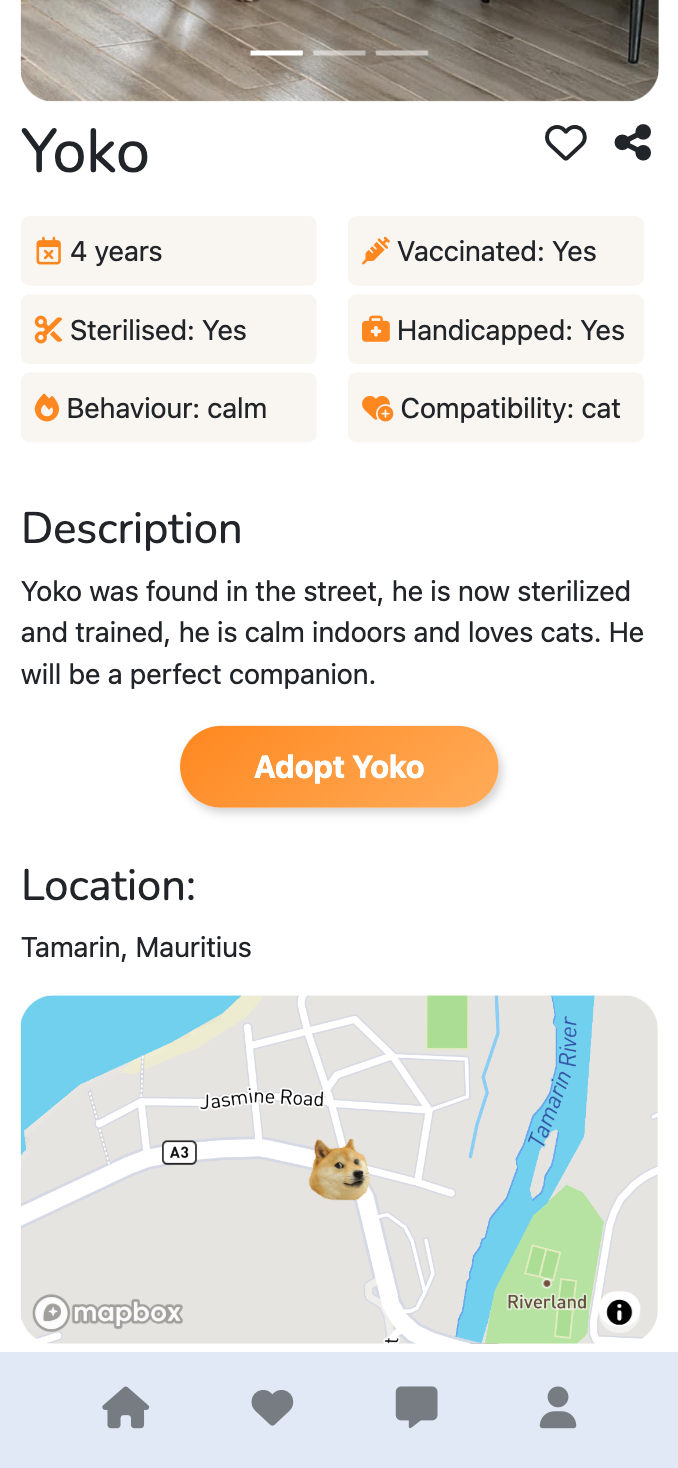 Yoko
4 years
Vaccinated: Yes
Sterilised: Yes
Handicapped: Yes
Behaviour: calm
Compatibility: cat
Description
Yoko was found in the street, he is now sterilized
and trained, he is calm indoors and loves cats. He
will be a perfect companion.
Adopt Yoko
Location:
Tamarin, Mauritius
Tamarin River
Jasmine Road
A3
Riverland
mapbox